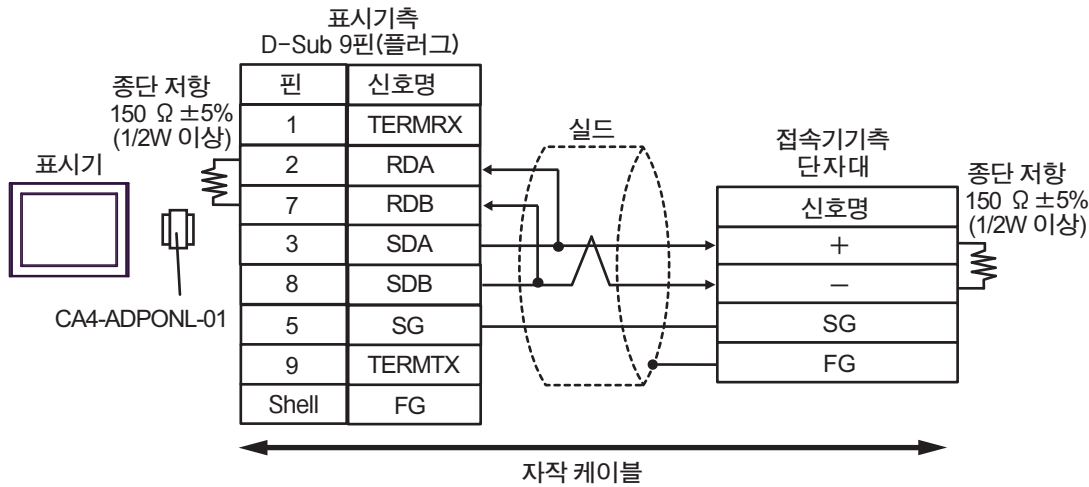 표시기측
D-Sub 9핀(플러그)
종단 저항
150 Ω ±5%
(1/2W 이상)
표시기
CA4-ADPONL-01
핀 신호명
1 TERMRX
2 RDA
7 RDB
3 SDA
8 SDB
5 SG
9 TERMTX
Shell FG
실드
접속기기측
단자대
신호명
+
−
SG
FG
종단 저항
150 Ω ±5%
(1/2W 이상)
자작 케이블